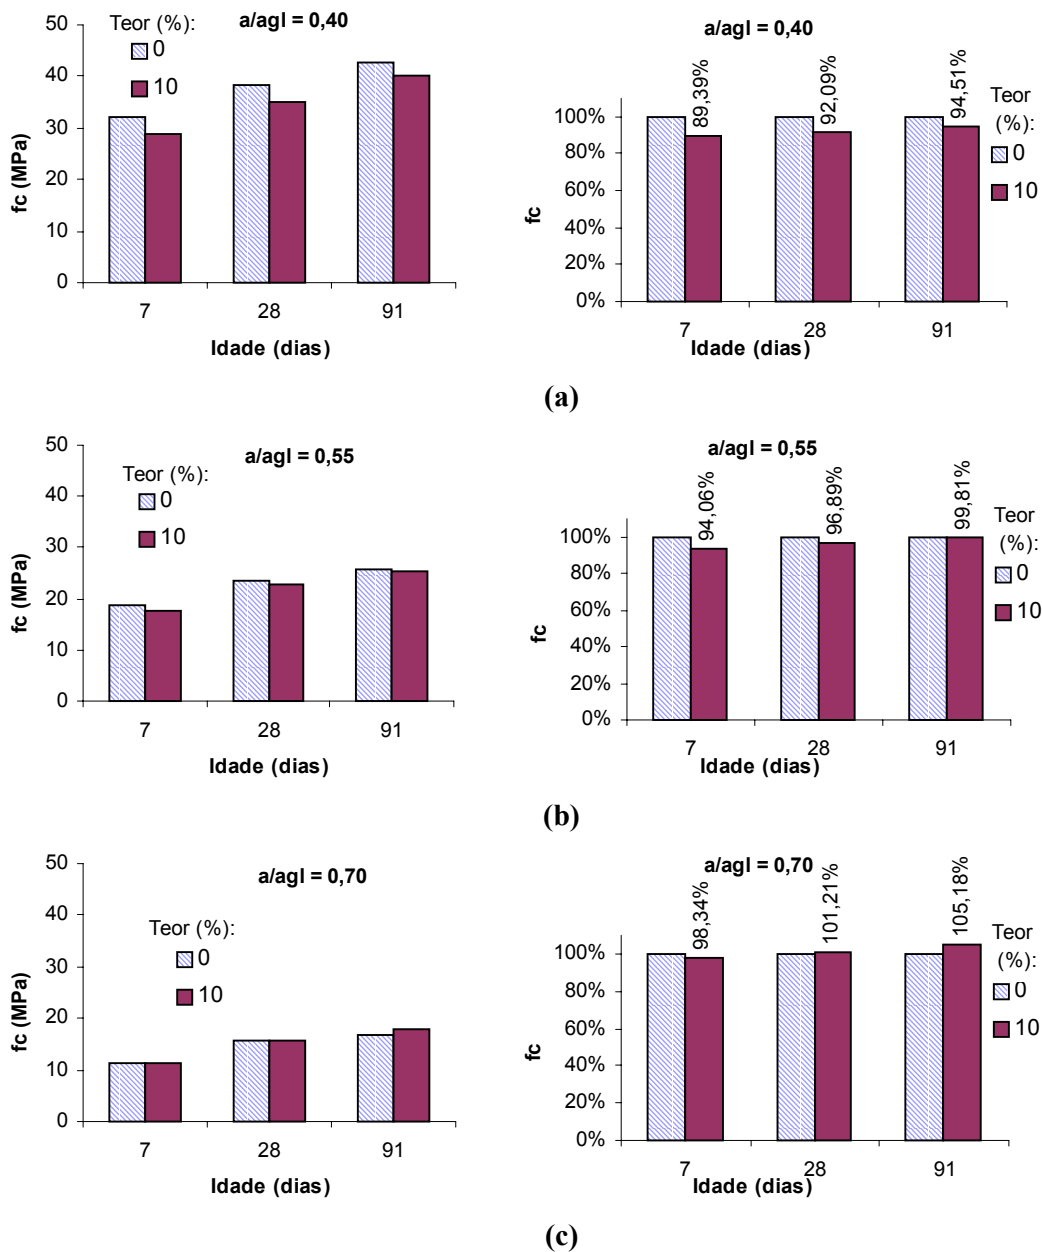 a/agl = 0,40
Teor (%):
0
10
50
40
30
20
10
0
fc (MPa)
7 28 91
Idade (dias)
a/agl = 0,40
89,39%
92,09%
94,51%
Teor
(%):
0
10
100%
80%
60%
40%
20%
0%
fc
7 28 91
Idade (dias)
(a)
a/agl = 0,55
Teor (%):
0
10
50
40
30
20
10
0
fc (MPa)
7 28 91
Idade (dias)
a/agl = 0,55
94,06%
96,89%
99,81%
Teor
(%):
0
10
100%
80%
60%
40%
20%
0%
fc
7 28 91
Idade (dias)
(b)
a/agl = 0,70
Teor (%):
0
10
50
40
30
20
10
0
fc (MPa)
7 28 91
Idade (dias)
a/agl = 0,70
98,34%
101,21%
105,18%
Teor
(%):
0
10
100%
80%
60%
40%
20%
0%
fc
7 28 91
Idade (dias)
(c)